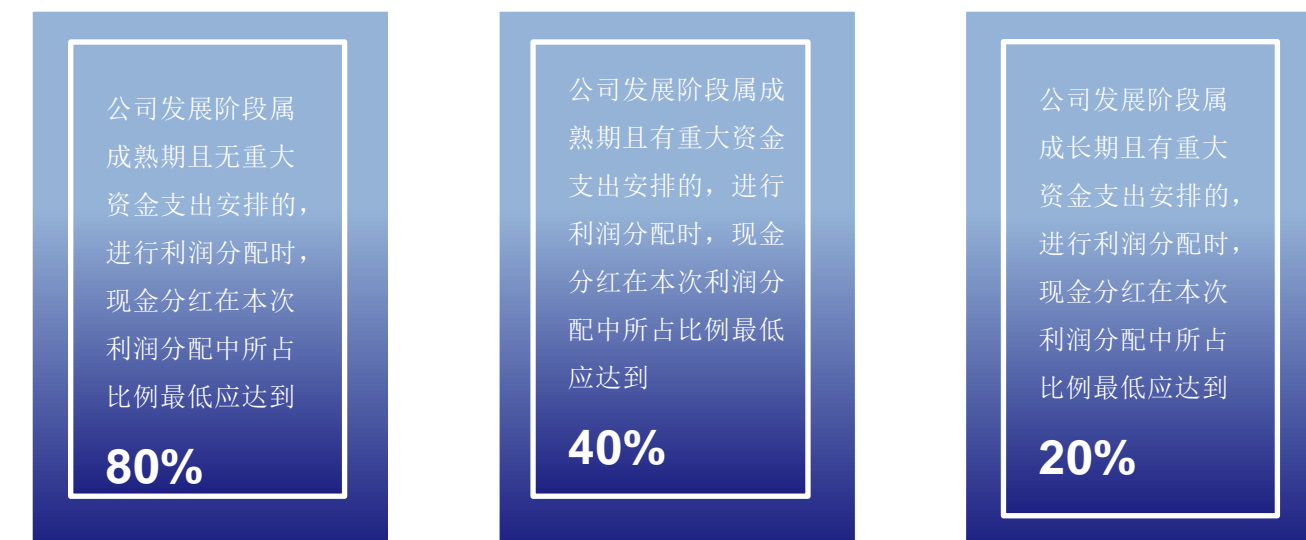 公司发展阶段属
成熟期且无重大
资金支出安排的，
进行利润分配时，
现金分红在本次
利润分配中所占
比例最低应达到
80%
公司发展阶段属成
熟期且有重大资金
支出安排的，进行
利润分配时，现金
分红在本次利润分
配中所占比例最低
应达到
40%
公司发展阶段属
成长期且有重大
资金支出安排的，
进行利润分配时，
现金分红在本次
利润分配中所占
比例最低应达到
20%